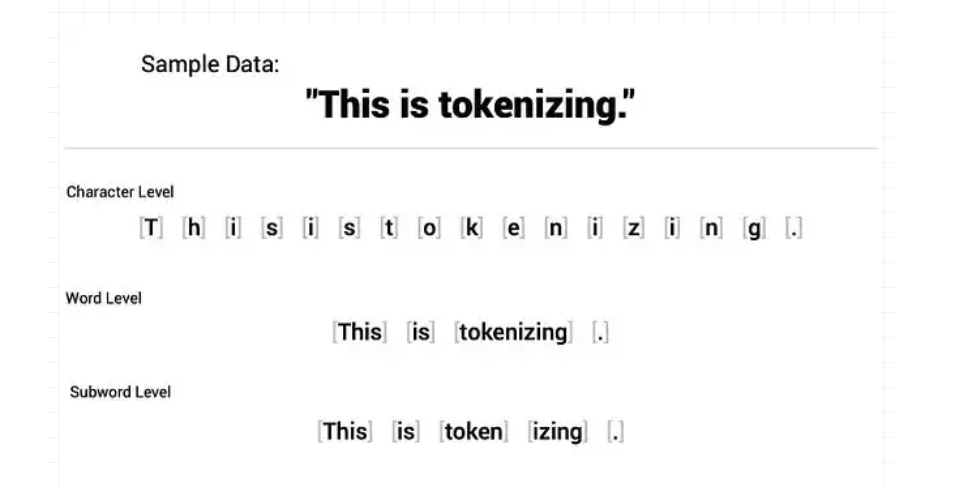 Sample Data:
"This is tokenizing."
Character Level
[T] [h] [i] [s] [i] [s] [t] [o] [k] [e] [n] [i] [z] [i] [n] [g] [.]
Word Level
[This] [is] [tokenizing] [.]
Subword Level
[This] [is] [token] [izing] [.]